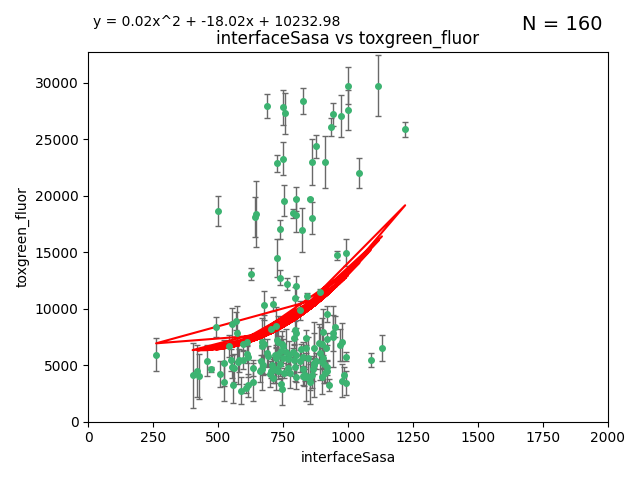 y = 0.02x^2 + -18.02x + 10232.98
N = 160
interfaceSasa vs toxgreen_fluor
30000
25000
20000
15000
10000
5000
0
toxgreen_fluor
0 250 500 750 1000 1250 1500 1750 2000
interfaceSasa